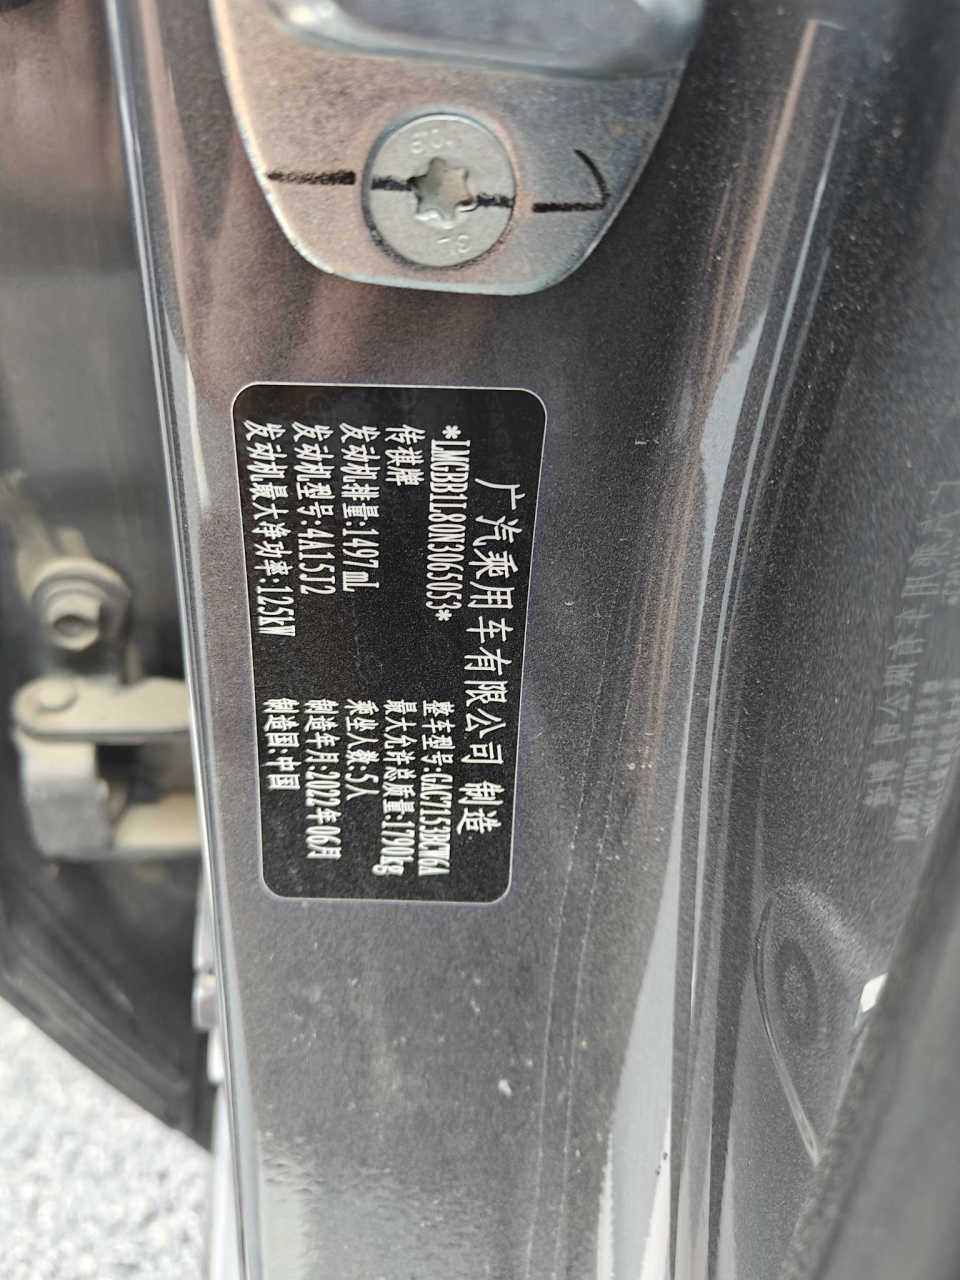 广汽乘用车有限公司 制造
*LMGBB1L80N3065053*
传祺牌 整车型号:GAC7153BCW6A
发动机排量:1497mL 最大允许总质量:1790kg
发动机型号:4A15J2 乘坐人数:5人
发动机最大净功率:125kW 制造年月:2022年06月
制造国:中国